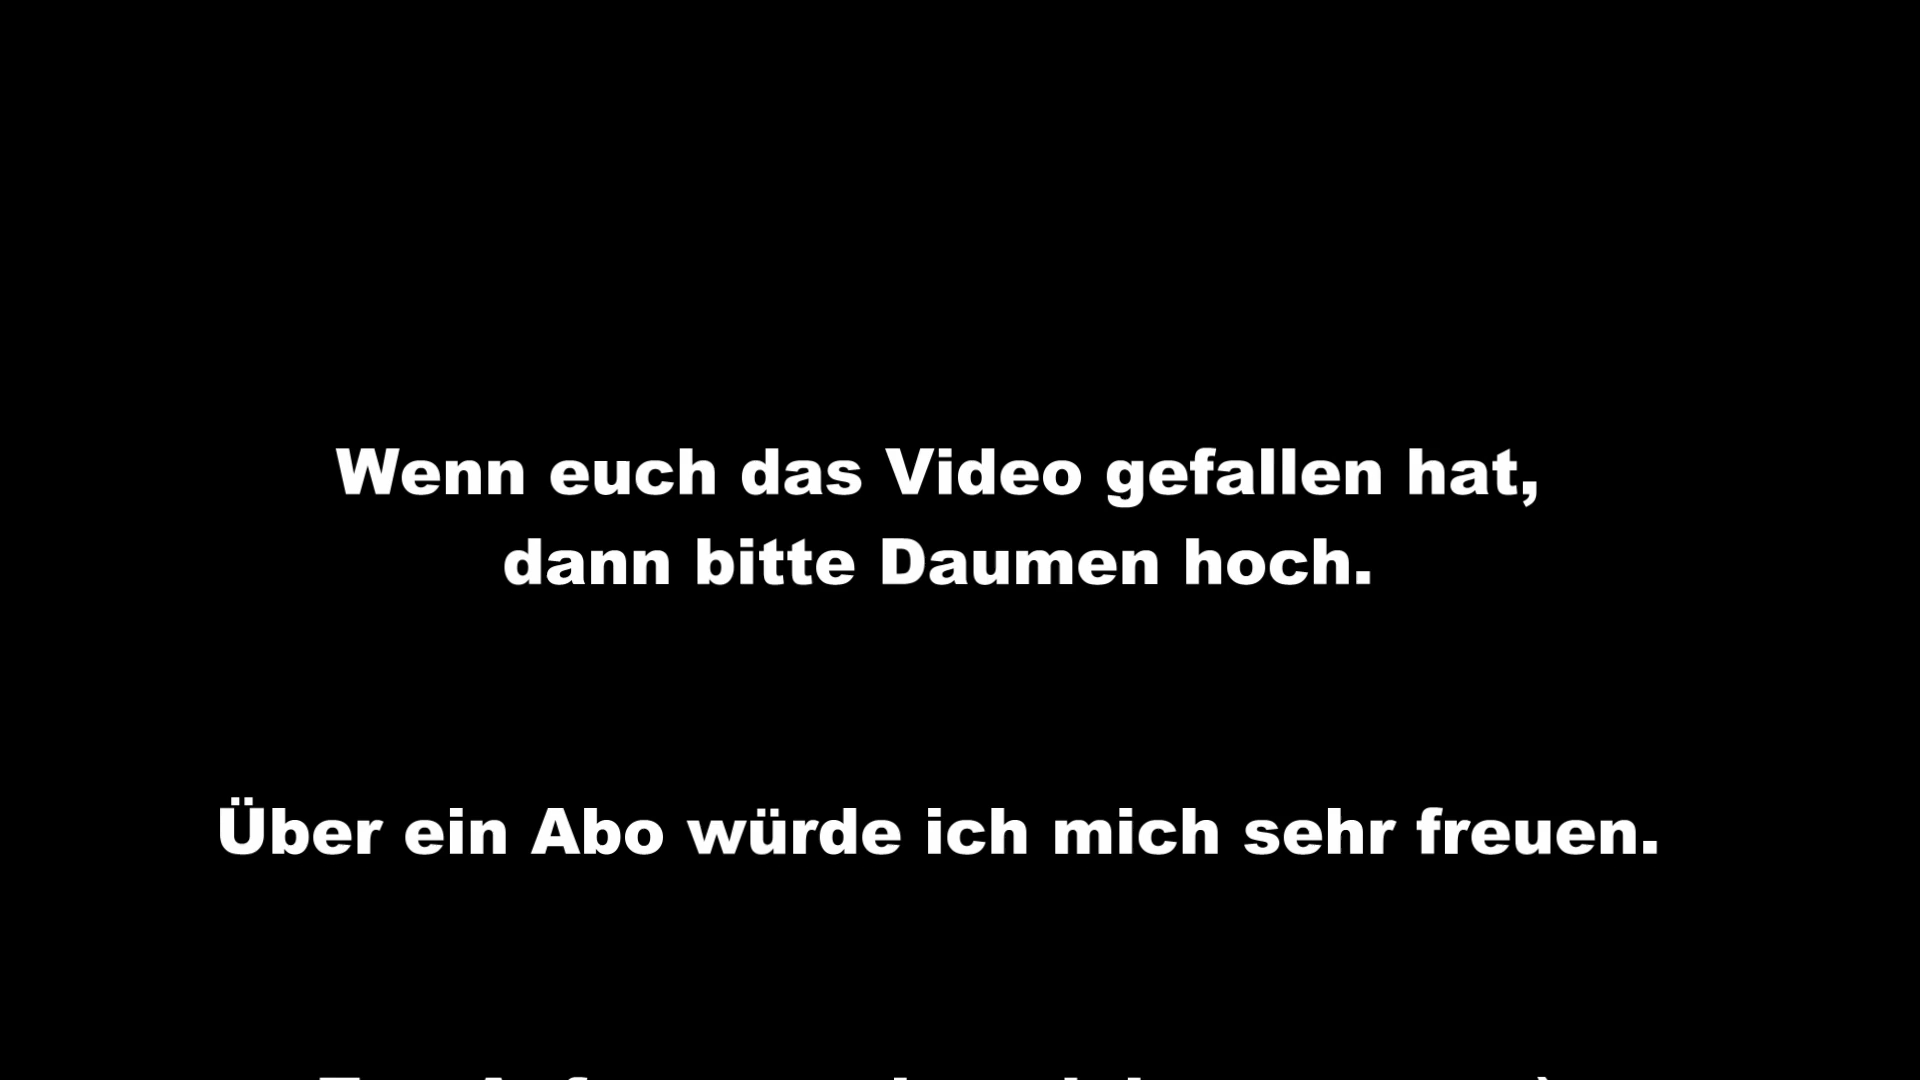 Wenn euch das Video gefallen hat,
dann bitte Daumen hoch.
Über ein Abo würde ich mich sehr freuen.